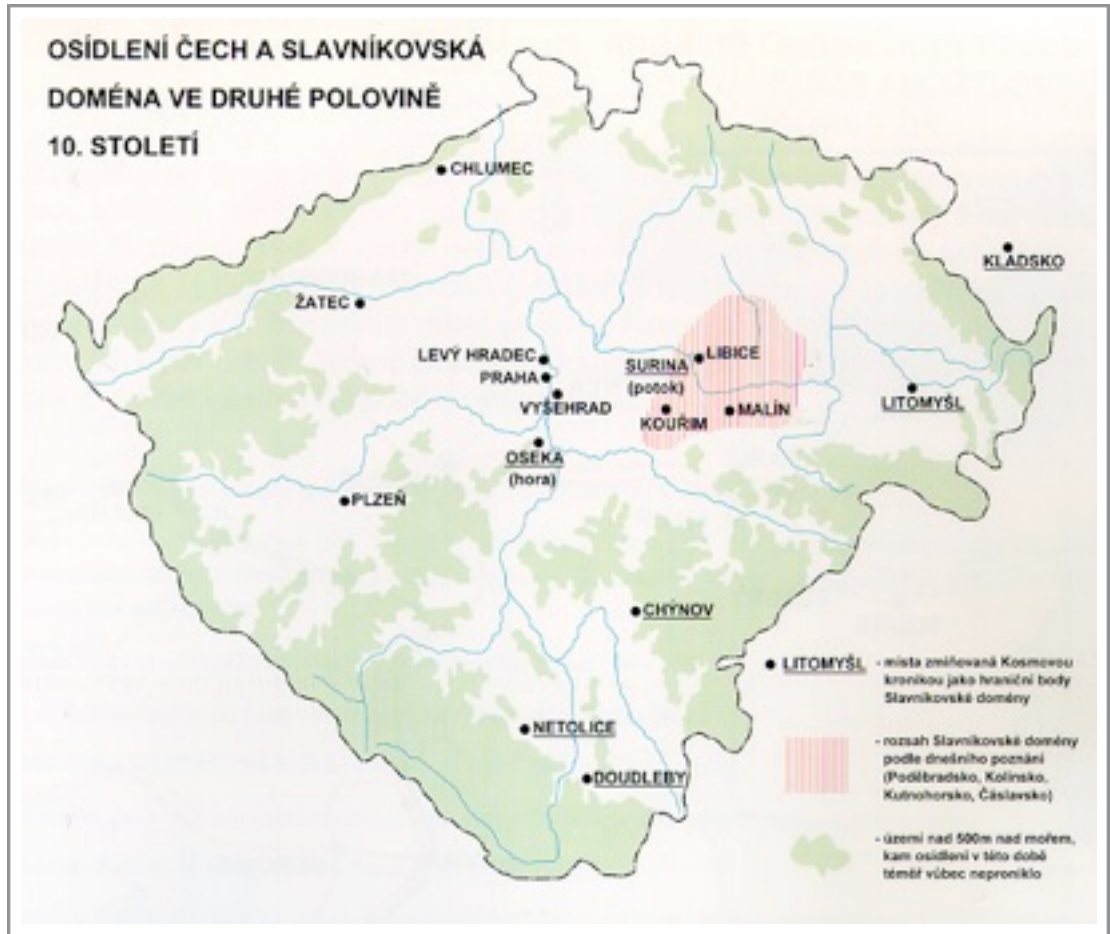 OSÍDLENÍ ČECH A SLAVNÍKOVSKÁ
DOMÉNA VE DRUHÉ POLOVINĚ
10. STOLETÍ
CHLUMEC
KLADSKO
ŽATEC
LEVÝ HRADEC
PRAHA
VYŠEHRAD
SURINA
(potok)
LIBICE
KOUŘIM
MALÍN
LITOMYŠL
OSEKA
(hora)
PLZEŇ
CHÝNOV
NETOLICE
DOUDLEBY
LITOMYŠL - místa zmiňovaná Kosmovou
kronikou jako hraniční body
Slavníkovské domény
- rozsah Slavníkovské domény
podle dnešního poznání
(Poděbradsko, Kolínsko,
Kutnohorsko, Čáslavsko)
- území nad 500m nad mořem,
kam osídlení v této době
téměř vůbec neproniklo